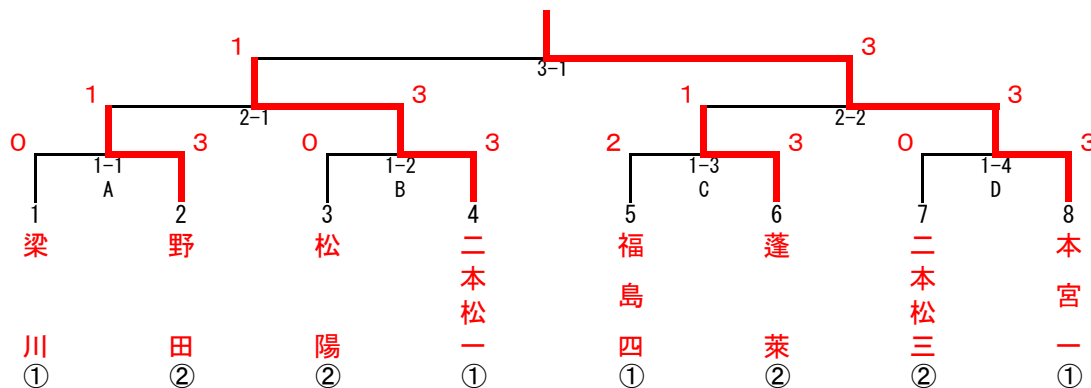 1 3
3-1
1 3 1 3
2-1 2-2
0 3 0 3 2 3 0 3
1-1 1-2 1-3 1-4
A B C D
1 2 3 4 5 6 7 8
梁川 野田 松陽 二本松一 福島四 蓬萊 二本松三 本宮一
① ② ② ① ① ② ② ①